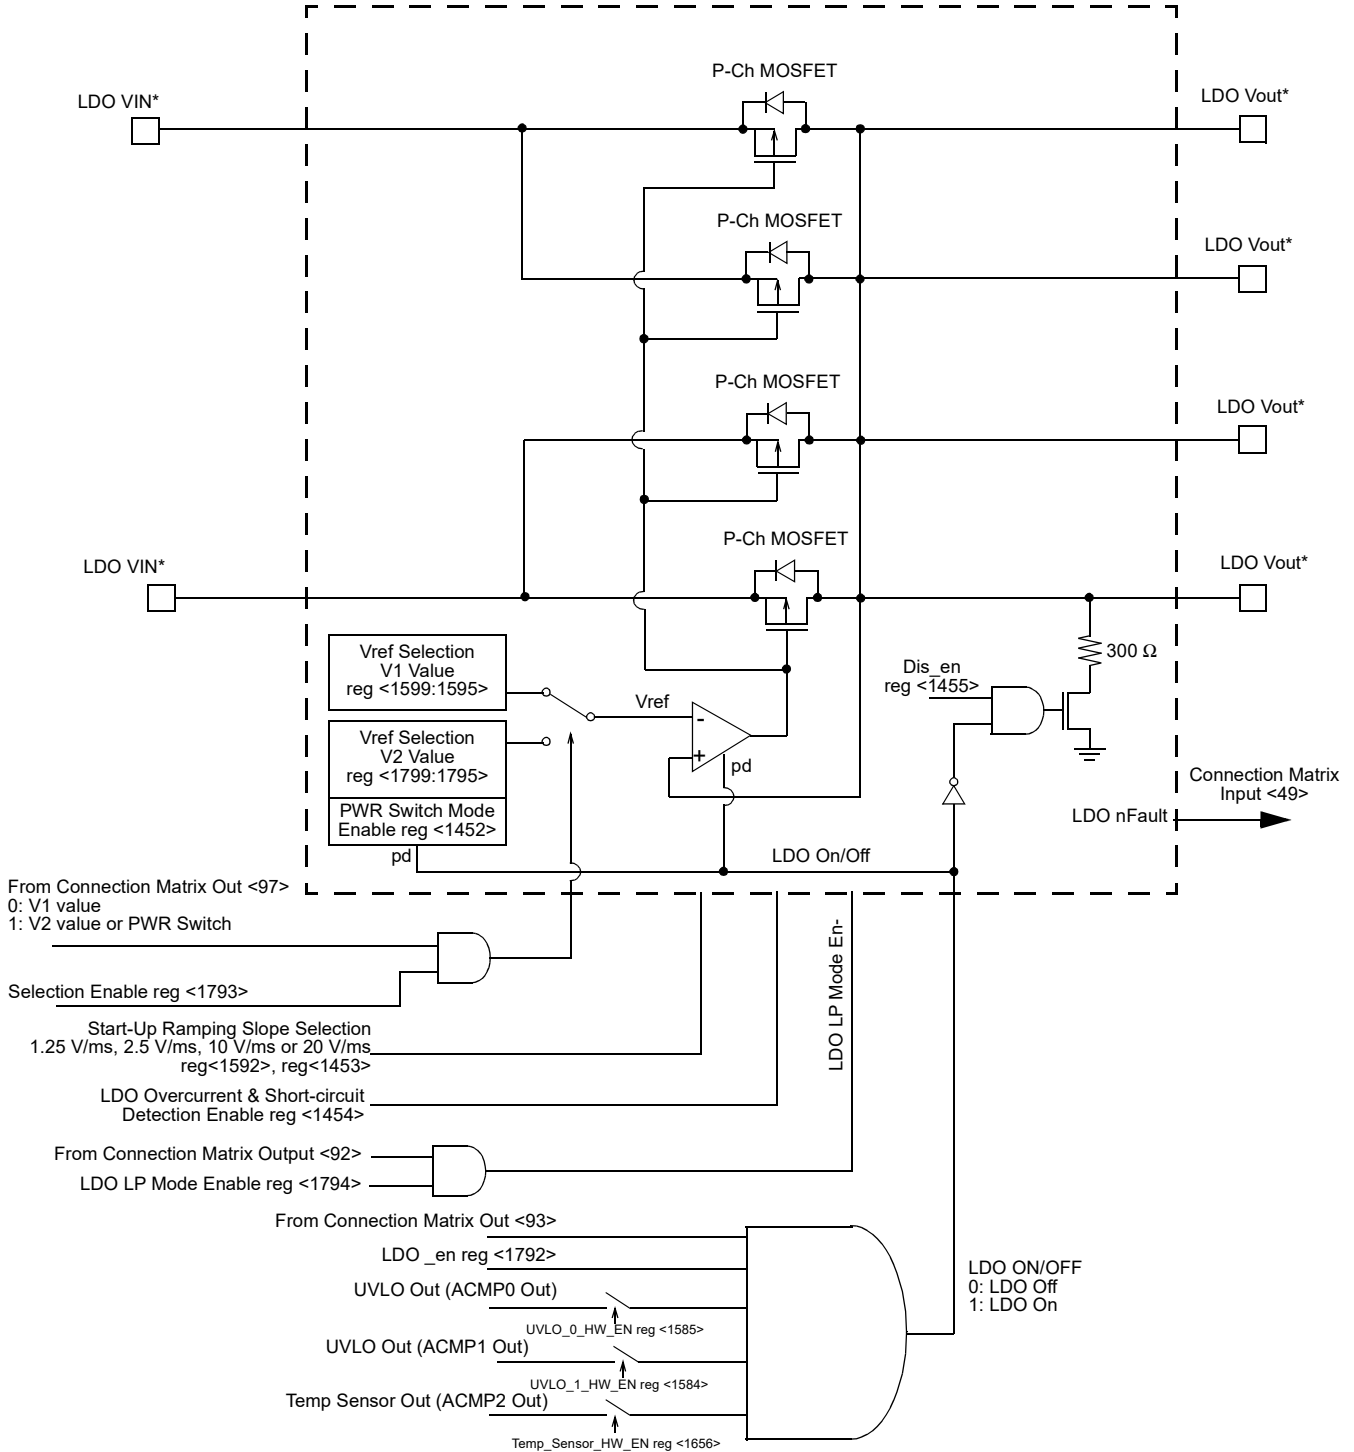 P-Ch MOSFET
LDO VIN*
LDO Vout*
P-Ch MOSFET
LDO Vout*
P-Ch MOSFET
LDO Vout*
P-Ch MOSFET
LDO VIN*
LDO Vout*
Vref Selection
V1 Value
reg <1599:1595>
Vref
-
+
pd
Dis_en
reg <1455>
300 Ω
Vref Selection
V2 Value
reg <1799:1795>
PWR Switch Mode
Enable reg <1452>
pd
LDO On/Off
Connection Matrix
Input <49>
LDO nFault
From Connection Matrix Out <97>
0: V1 value
1: V2 value or PWR Switch
Selection Enable reg <1793>
Start-Up Ramping Slope Selection
1.25 V/ms, 2.5 V/ms, 10 V/ms or 20 V/ms
reg<1592>, reg<1453>
LDO Overcurrent & Short-circuit
Detection Enable reg <1454>
LDO LP Mode En-
From Connection Matrix Output <92>
LDO LP Mode Enable reg <1794>
From Connection Matrix Out <93>
LDO _en reg <1792>
UVLO Out (ACMP0 Out)
UVLO_0_HW_EN reg <1585>
UVLO Out (ACMP1 Out)
UVLO_1_HW_EN reg <1584>
Temp Sensor Out (ACMP2 Out)
Temp_Sensor_HW_EN reg <1656>
LDO ON/OFF
0: LDO Off
1: LDO On